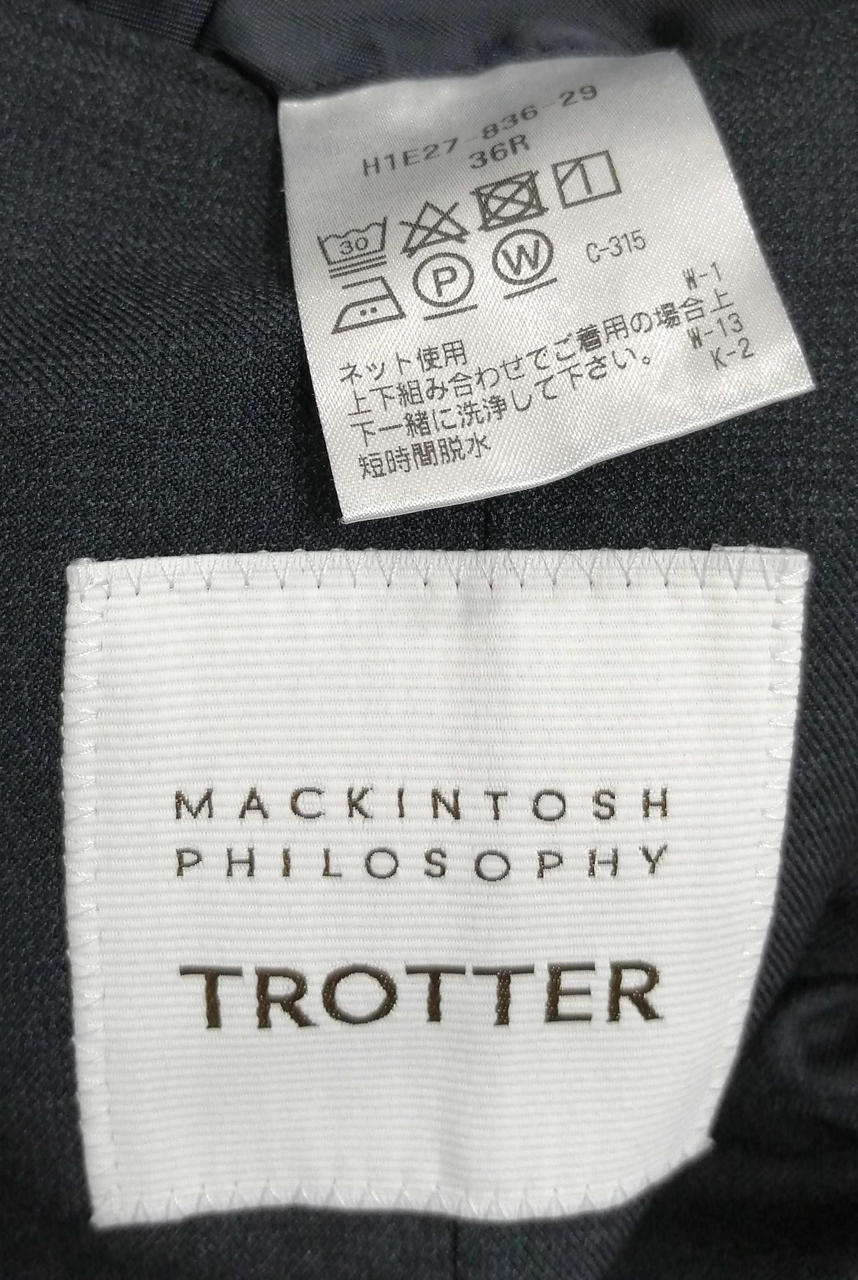 H1E27-836-29
36R
30
P W C-315
W-1
ネット使用
上下組み合わせでご着用の場合上
W-13
下一緒に洗浄して下さい。
K-2
短時間脱水
MACKINTOSH
PHILOSOPHY
TROTTER